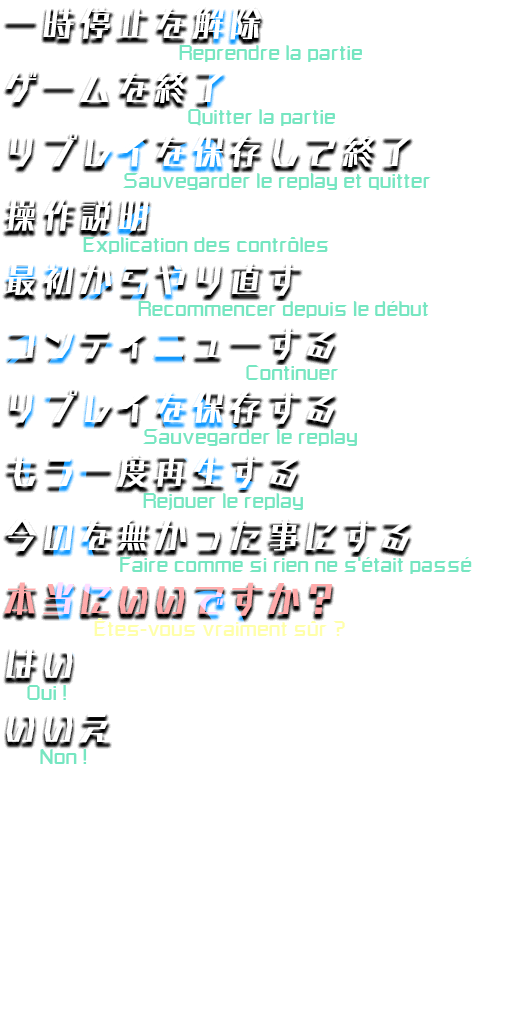 一時停止を解除
Reprendre la partie
ゲームを終了
Quitter la partie
リプレイを保存して終了
Sauvegarder le replay et quitter
操作説明
Explication des contrôles
最初からやり直す
Recommencer depuis le début
コンティニューする
Continuer
リプレイを保存する
Sauvegarder le replay
もう一度再生する
Rejouer le replay
今のを無かった事にする
Faire comme si rien ne s'était passé
本当にいいですか？
Êtes-vous vraiment sûr ?
はい
Oui !
いいえ
Non !